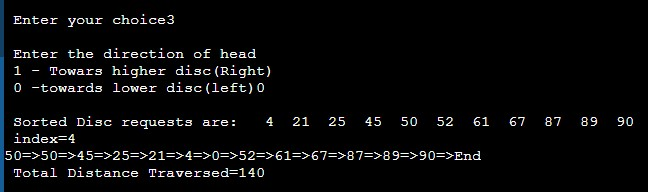 Enter your choice3
Enter the direction of head
1 - Towars higher disc(Right)
0 -towards lower disc(left)0
Sorted Disc requests are: 4 21 25 45 50 52 61 67 87 89 90
index=4
50=>50=>45=>25=>21=>4=>0=>52=>61=>67=>87=>89=>90=>End
Total Distance Traversed=140